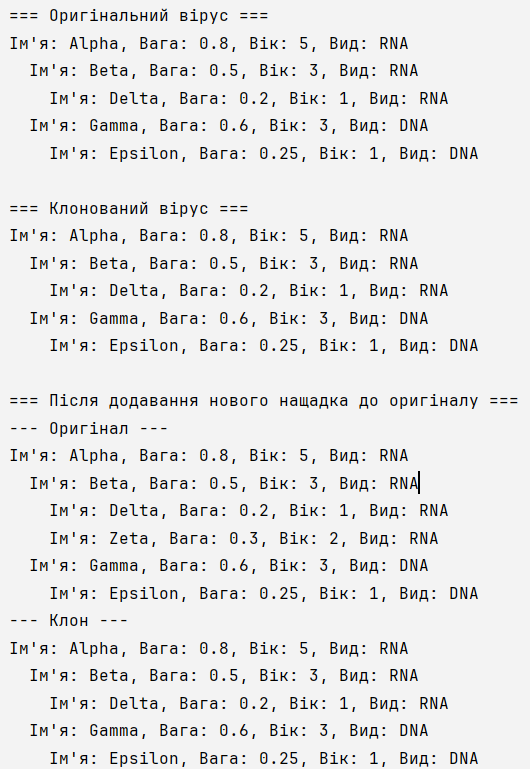 === Оригінальний вірус ===
Ім'я: Alpha, Вага: 0.8, Вік: 5, Вид: RNA
  Ім'я: Beta, Вага: 0.5, Вік: 3, Вид: RNA
    Ім'я: Delta, Вага: 0.2, Вік: 1, Вид: RNA
  Ім'я: Gamma, Вага: 0.6, Вік: 3, Вид: DNA
    Ім'я: Epsilon, Вага: 0.25, Вік: 1, Вид: DNA

=== Клонований вірус ===
Ім'я: Alpha, Вага: 0.8, Вік: 5, Вид: RNA
  Ім'я: Beta, Вага: 0.5, Вік: 3, Вид: RNA
    Ім'я: Delta, Вага: 0.2, Вік: 1, Вид: RNA
  Ім'я: Gamma, Вага: 0.6, Вік: 3, Вид: DNA
    Ім'я: Epsilon, Вага: 0.25, Вік: 1, Вид: DNA

=== Після додавання нового нащадка до оригіналу ===
--- Оригінал ---
Ім'я: Alpha, Вага: 0.8, Вік: 5, Вид: RNA
  Ім'я: Beta, Вага: 0.5, Вік: 3, Вид: RNA
    Ім'я: Delta, Вага: 0.2, Вік: 1, Вид: RNA
    Ім'я: Zeta, Вага: 0.3, Вік: 2, Вид: RNA
  Ім'я: Gamma, Вага: 0.6, Вік: 3, Вид: DNA
    Ім'я: Epsilon, Вага: 0.25, Вік: 1, Вид: DNA
--- Клон ---
Ім'я: Alpha, Вага: 0.8, Вік: 5, Вид: RNA
  Ім'я: Beta, Вага: 0.5, Вік: 3, Вид: RNA
    Ім'я: Delta, Вага: 0.2, Вік: 1, Вид: RNA
  Ім'я: Gamma, Вага: 0.6, Вік: 3, Вид: DNA
    Ім'я: Epsilon, Вага: 0.25, Вік: 1, Вид: DNA